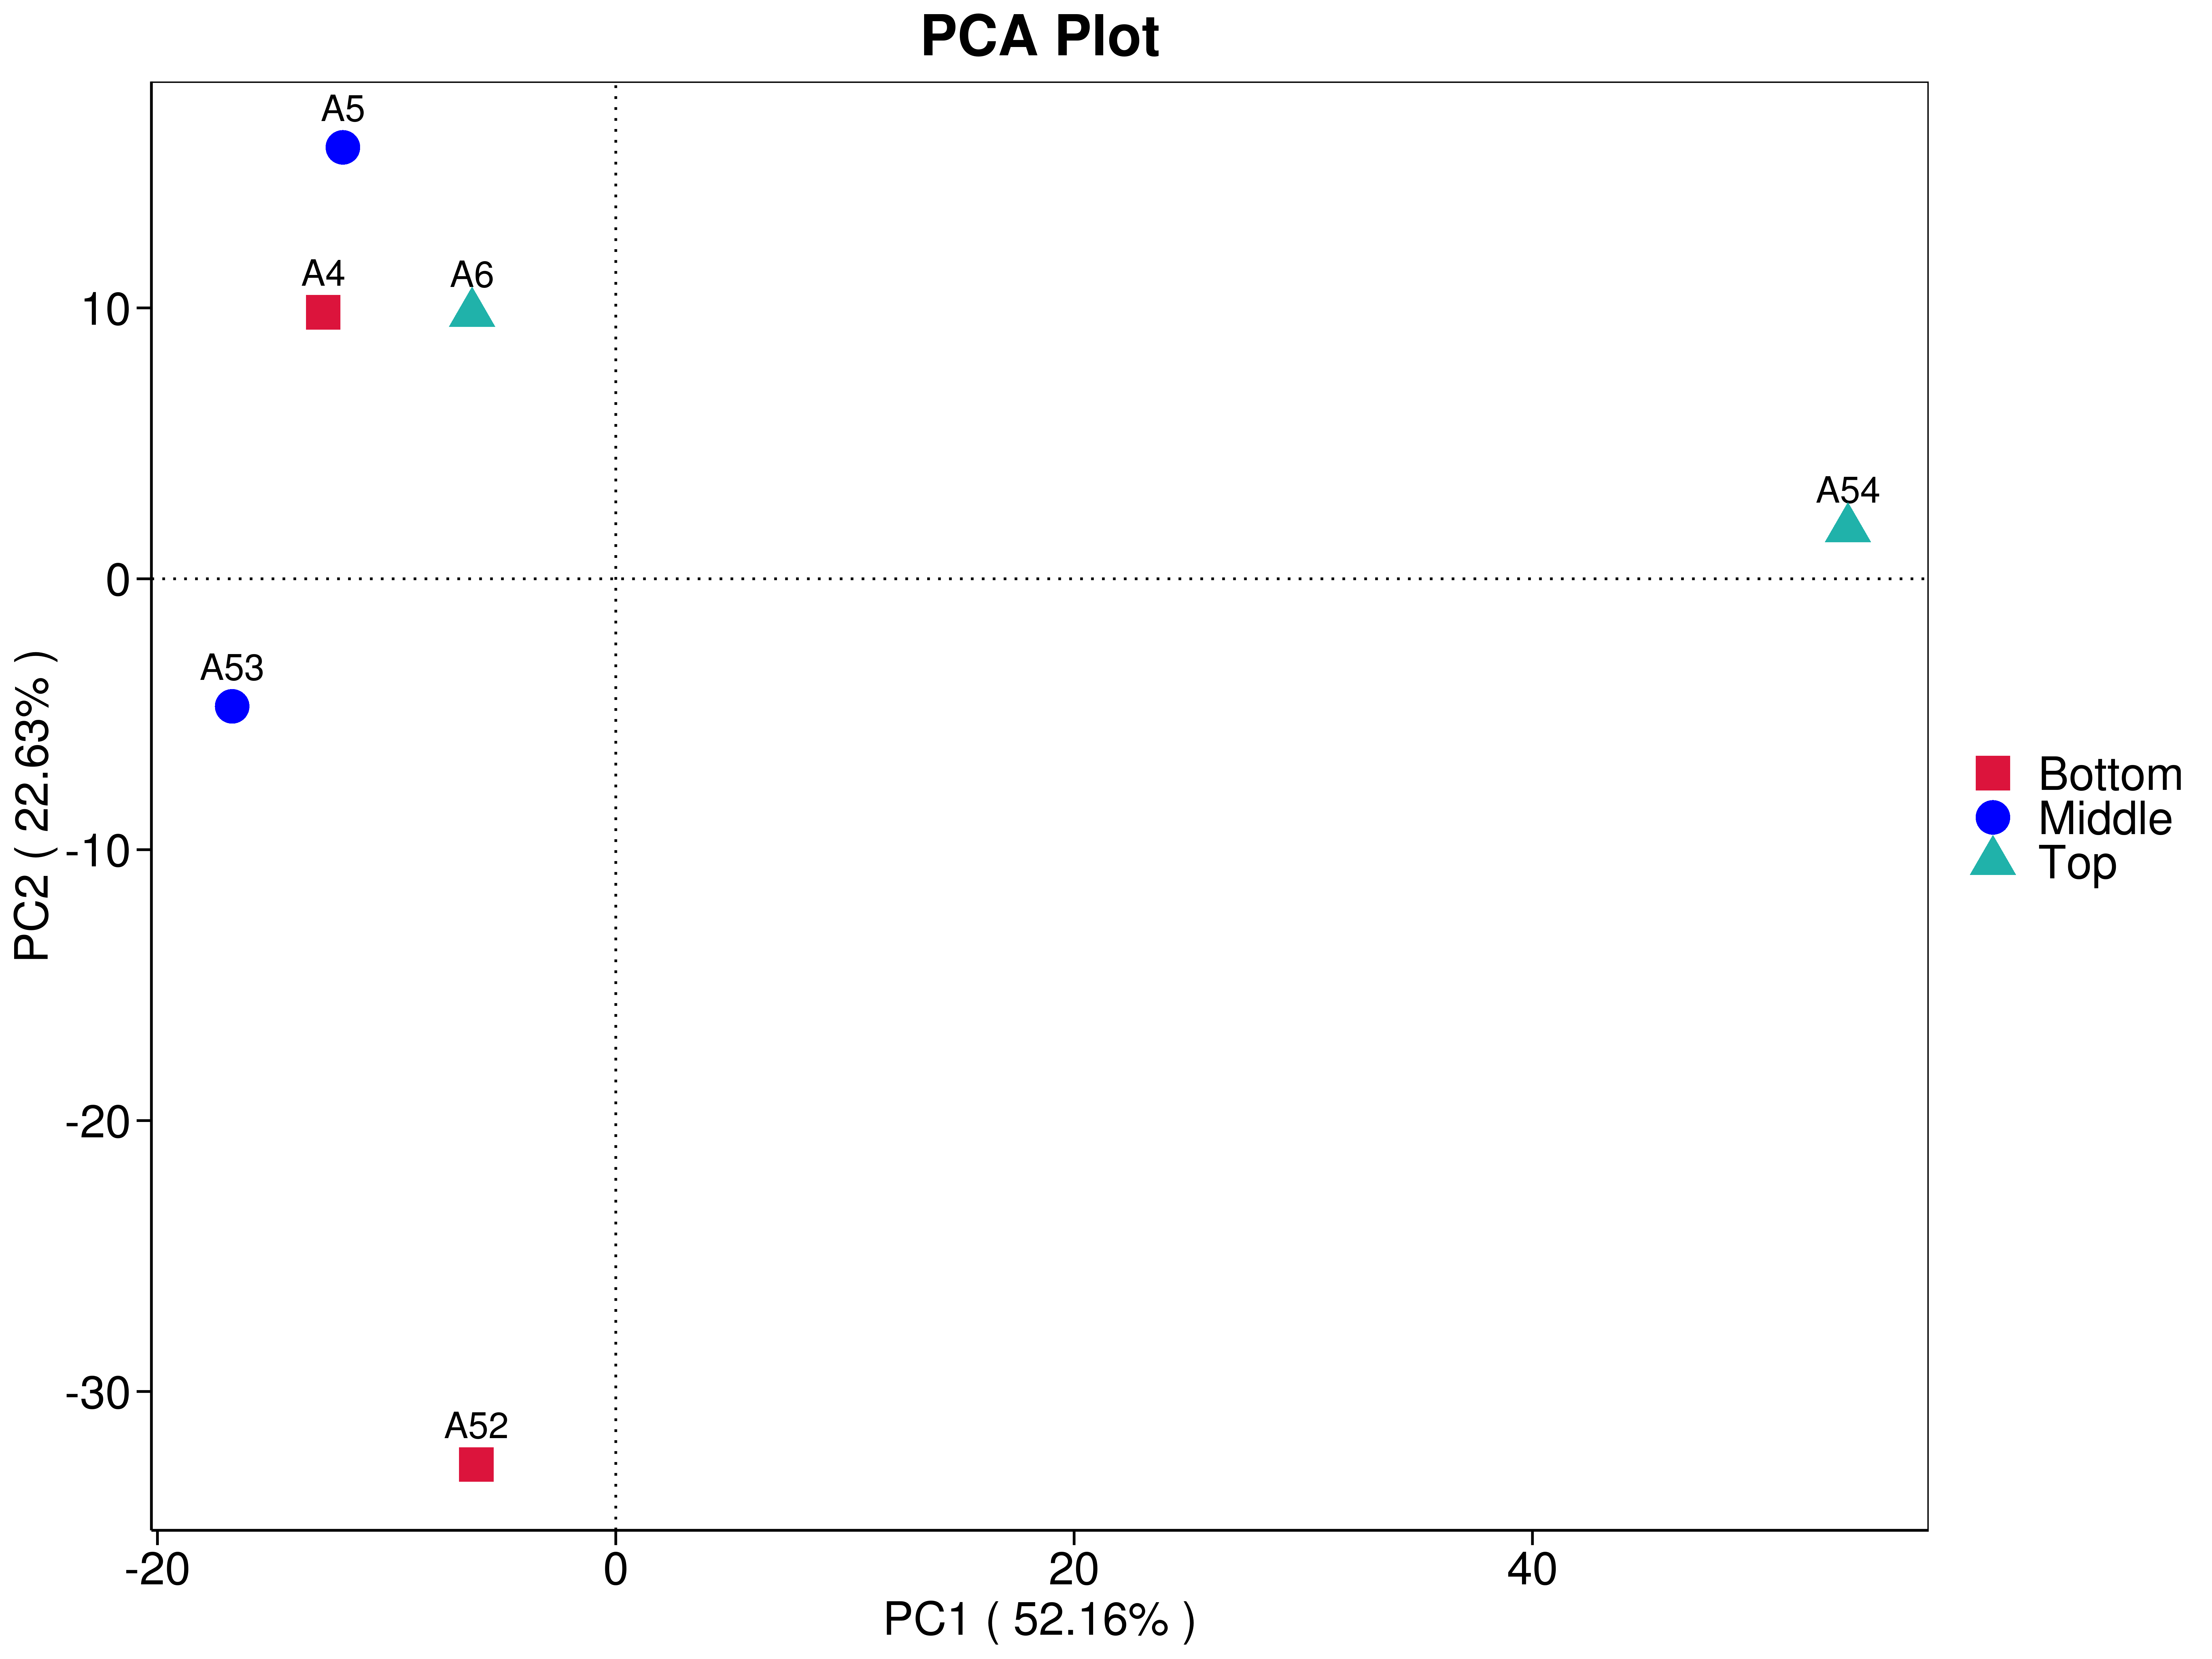 PCA Plot
A5
A4
A6
A54
A53
A52
10
0
-10
-20
-30
-20
0
20
40
PC1 ( 52.16% )
PC2 ( 22.63% )
Bottom
Middle
Top